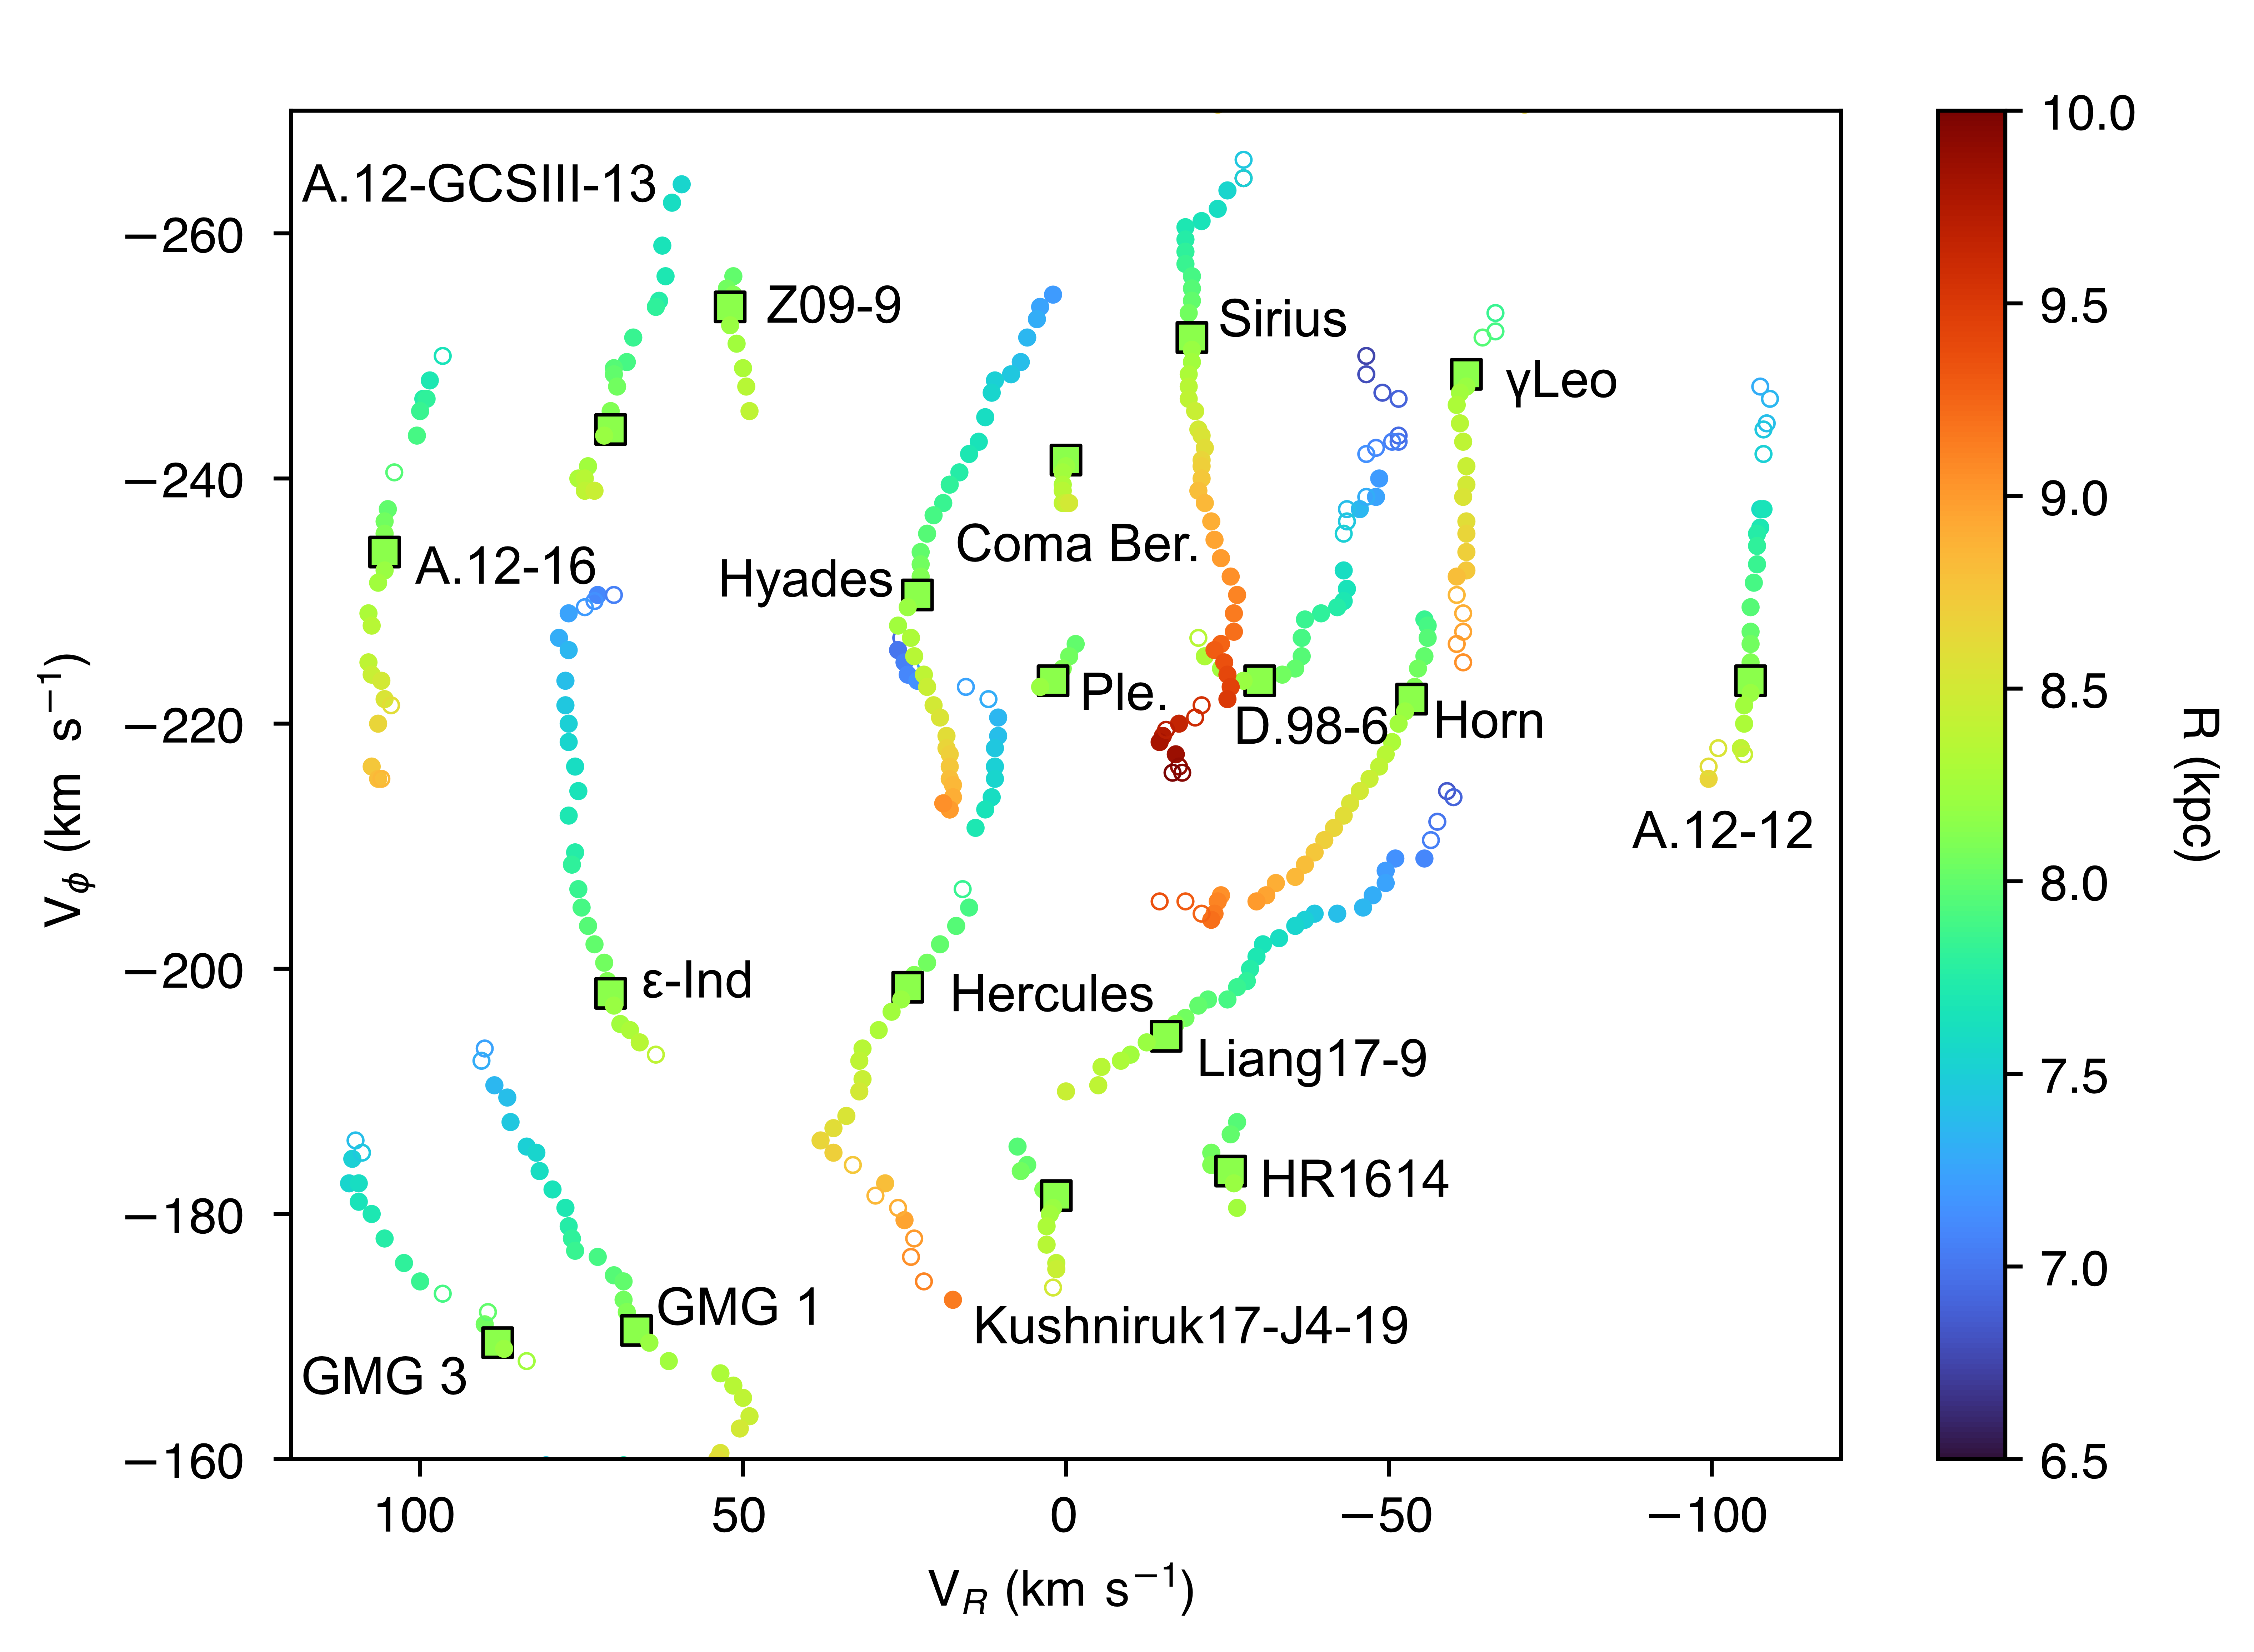 A.12-GCSIII-13
Z09-9
Sirius
γLeo
A.12-16
Hyades
Coma Ber.
Ple.
D.98-6
Horn
A.12-12
ε-Ind
Hercules
Liang17-9
HR1614
GMG 1
Kushniruk17-J4-19
GMG 3
−260
−240
−220
−200
−180
−160
100
50
0
−50
−100
V_R (km s⁻¹)
V_ϕ (km s⁻¹)
10.0
9.5
9.0
8.5
8.0
7.5
7.0
6.5
R (kpc)